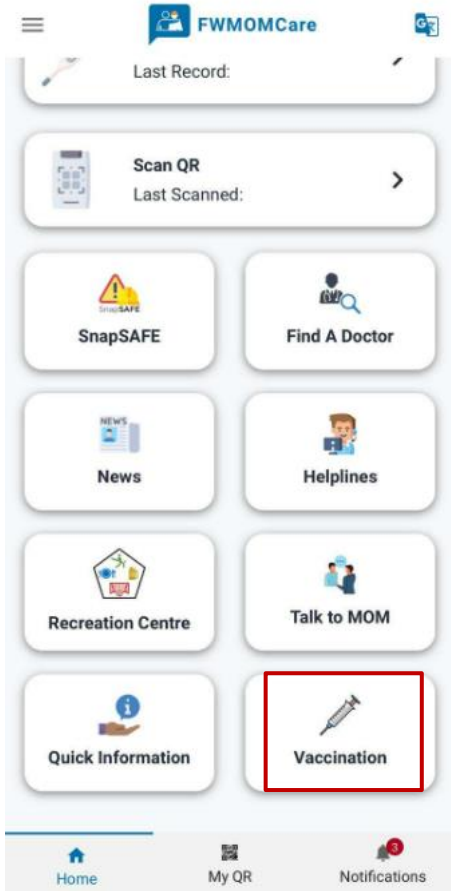 FWMOMCare
Last Record:
Scan QR
Last Scanned:
SnapSAFE
SnapSAFE
Find A Doctor
NEWS
News
Helplines
Recreation Centre
Talk to MOM
Quick Information
Vaccination
3
Home
My QR
Notifications